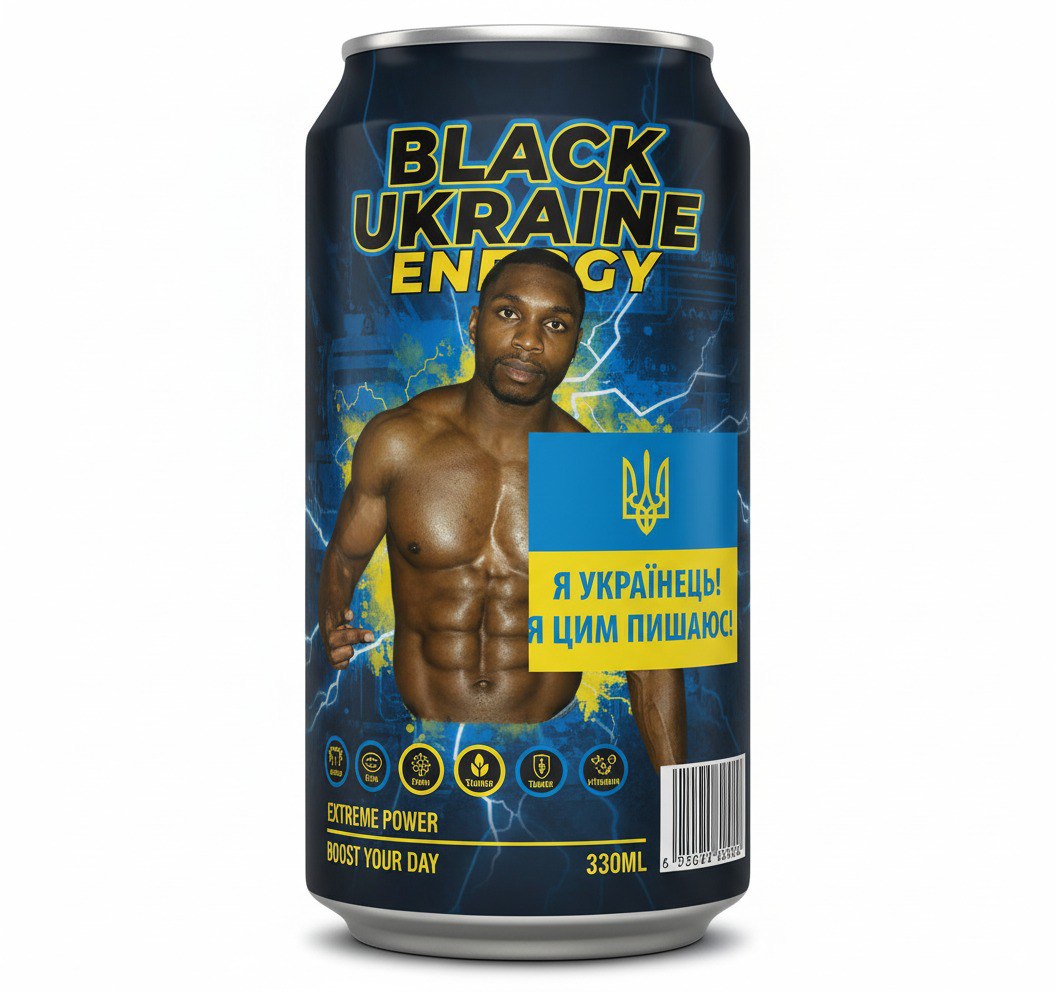 BLACK
UKRAINE
ENERGY
Я УКРАЇНЕЦЬ!
Я ЦИМ ПИШАЮС!
EXTREME POWER
BOOST YOUR DAY
330ML